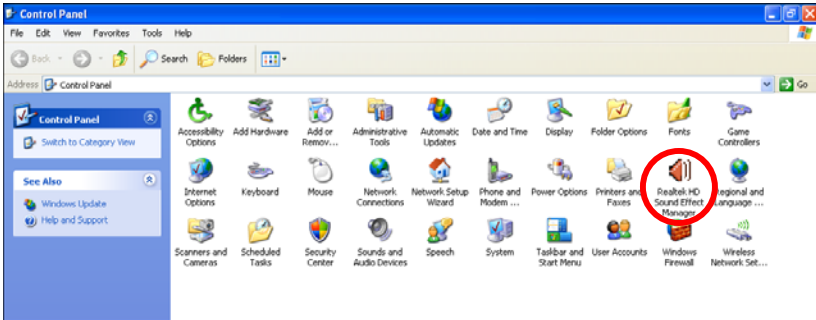 Control Panel
File Edit View Favorites Tools Help
Back Search Folders
Address Control Panel Go
Control Panel
Switch to Category View
See Also
Windows Update
Help and Support
Accessibility Options
Add Hardware
Add or Remov...
Administrative Tools
Automatic Updates
Date and Time
Display
Folder Options
Fonts
Game Controllers
Internet Options
Keyboard
Mouse
Network Connections
Network Setup Wizard
Phone and Modem ...
Power Options
Printers and Faxes
Realtek HD Sound Effect Manager
Regional and Language ...
Scanners and Cameras
Scheduled Tasks
Security Center
Sounds and Audio Devices
Speech
System
Taskbar and Start Menu
User Accounts
Windows Firewall
Wireless Network Set...